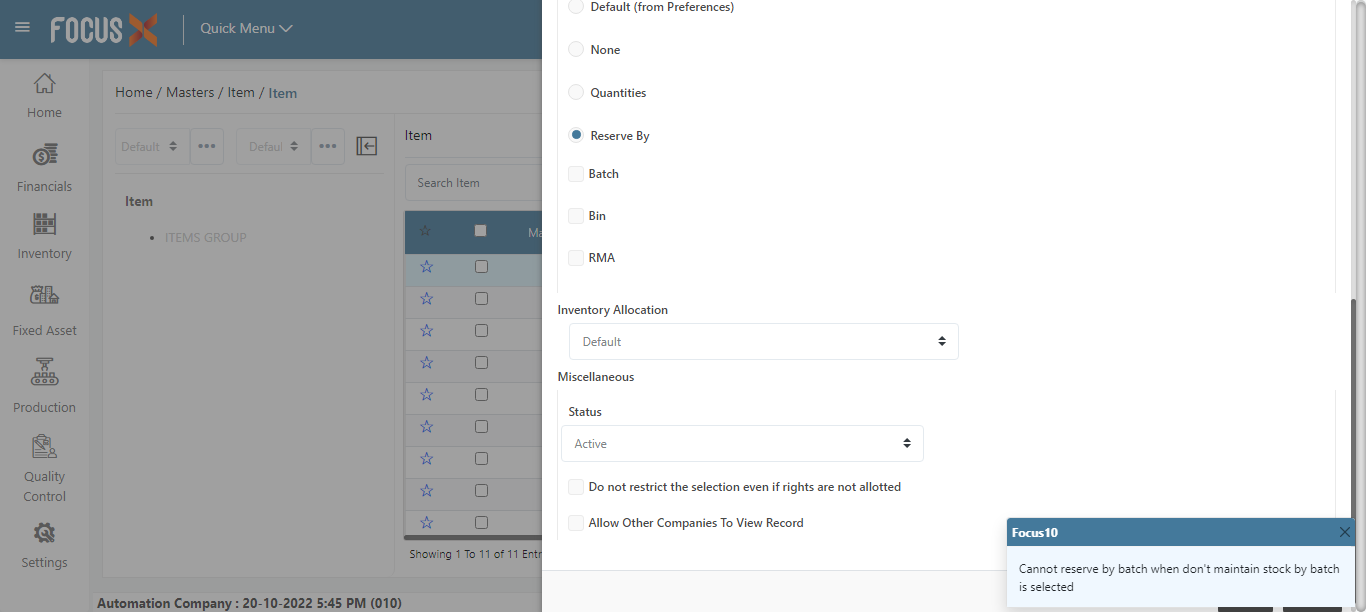 FOCUS X
Quick Menu
Home
Financials
Inventory
Fixed Asset
Production
Quality
Control
Settings
Home / Masters / Item / Item
Default
Defaul
Item
ITEMS GROUP
Item
Search Item
Ma
Showing 1 To 11 of 11 Entr
Automation Company : 20-10-2022 5:45 PM (010)
Default (from Preferences)
None
Quantities
Reserve By
Batch
Bin
RMA
Inventory Allocation
Default
Miscellaneous
Status
Active
Do not restrict the selection even if rights are not allotted
Allow Other Companies To View Record
Focus10
Cannot reserve by batch when don't maintain stock by batch
is selected